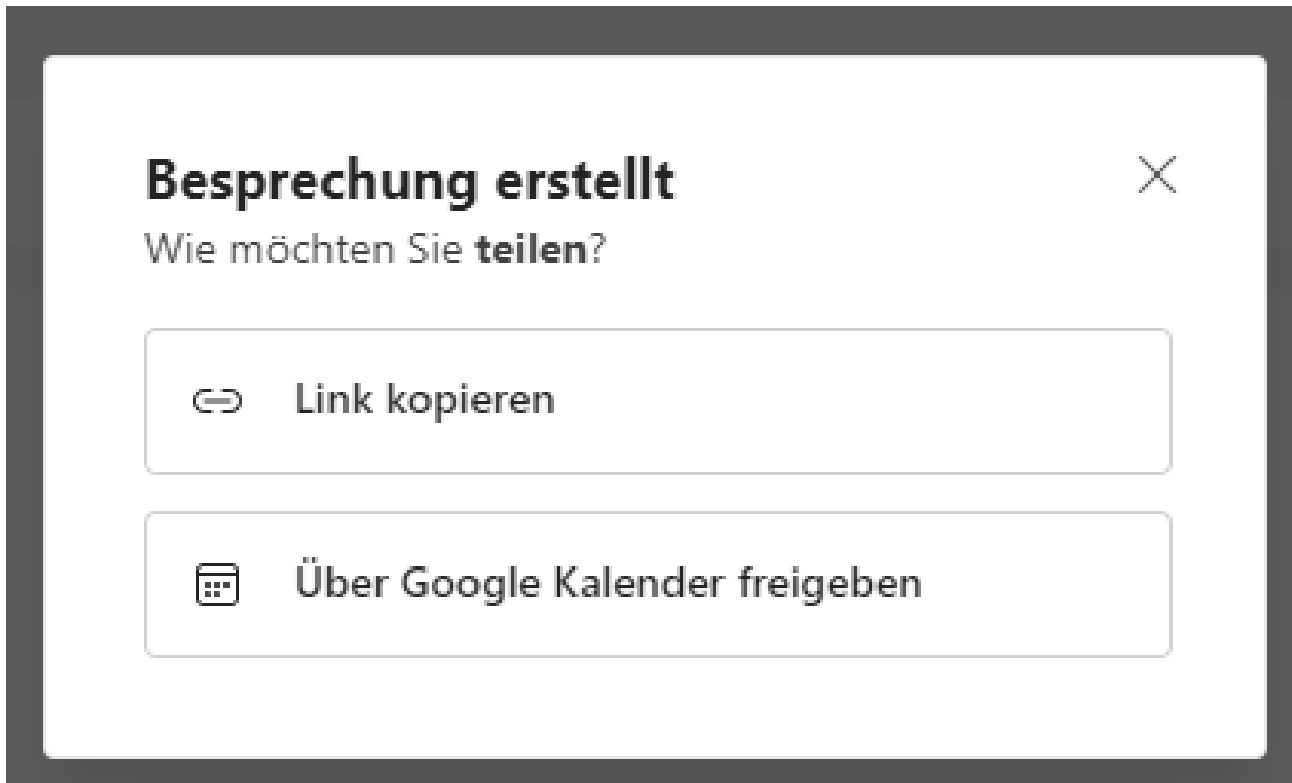 Besprechung erstellt
Wie möchten Sie teilen?
Link kopieren
Über Google Kalender freigeben